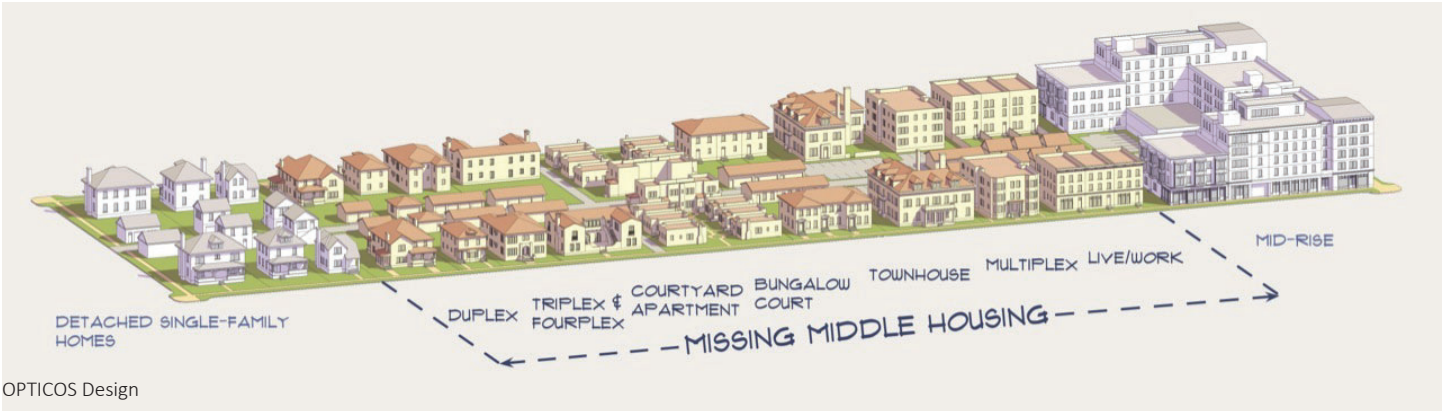 DETACHED SINGLE-FAMILY
HOMES
DUPLEX
TRIPLEX &
FOURPLEX
COURTYARD
APARTMENT
BUNGALOW
COURT
TOWNHOUSE
MULTIPLEX
LIVE/WORK
MID-RISE
MISSING MIDDLE HOUSING
OPTICOS Design